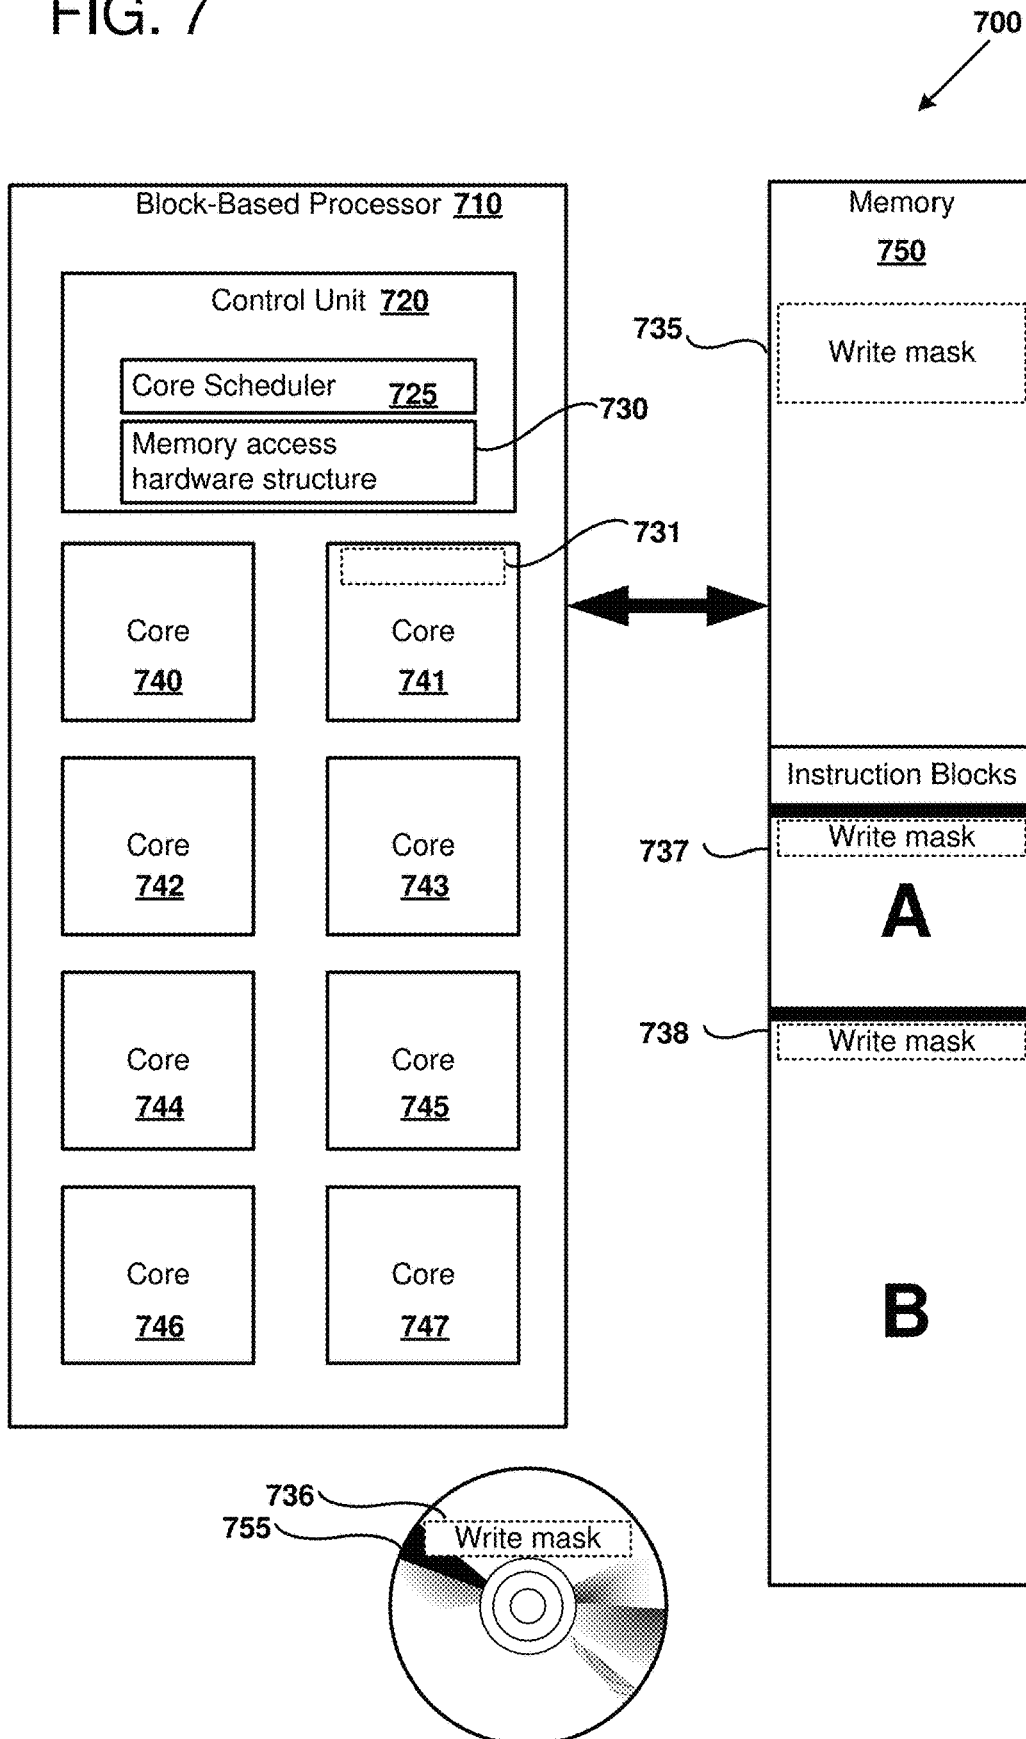 FIG. 7
700
Block-Based Processor 710
Memory
750
Control Unit 720
735
Write mask
Core Scheduler 725
730
Memory access
hardware structure
731
Core
740
Core
741
Instruction Blocks
Write mask
737
Core
742
Core
743
A
738
Write mask
Core
744
Core
745
Core
746
Core
747
B
736
755
Write mask